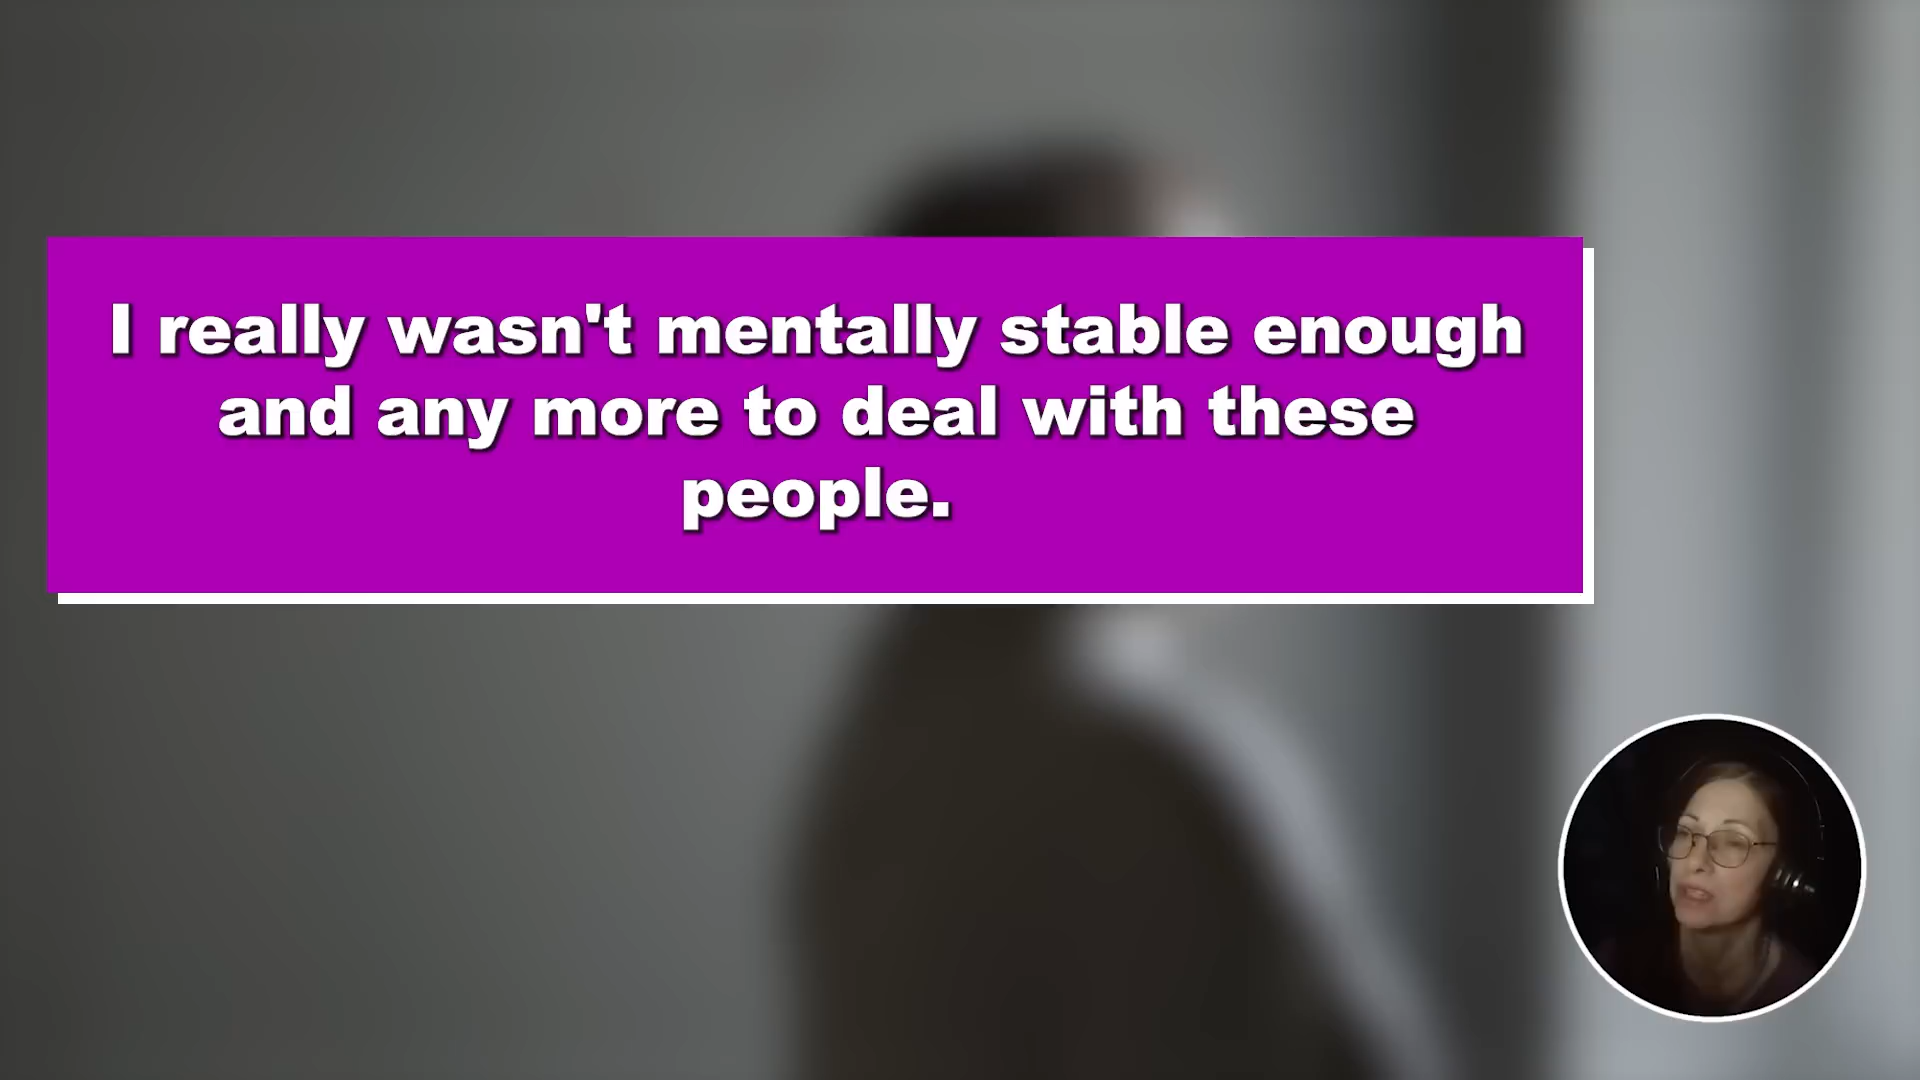 I really wasn't mentally stable enough
and any more to deal with these
people.